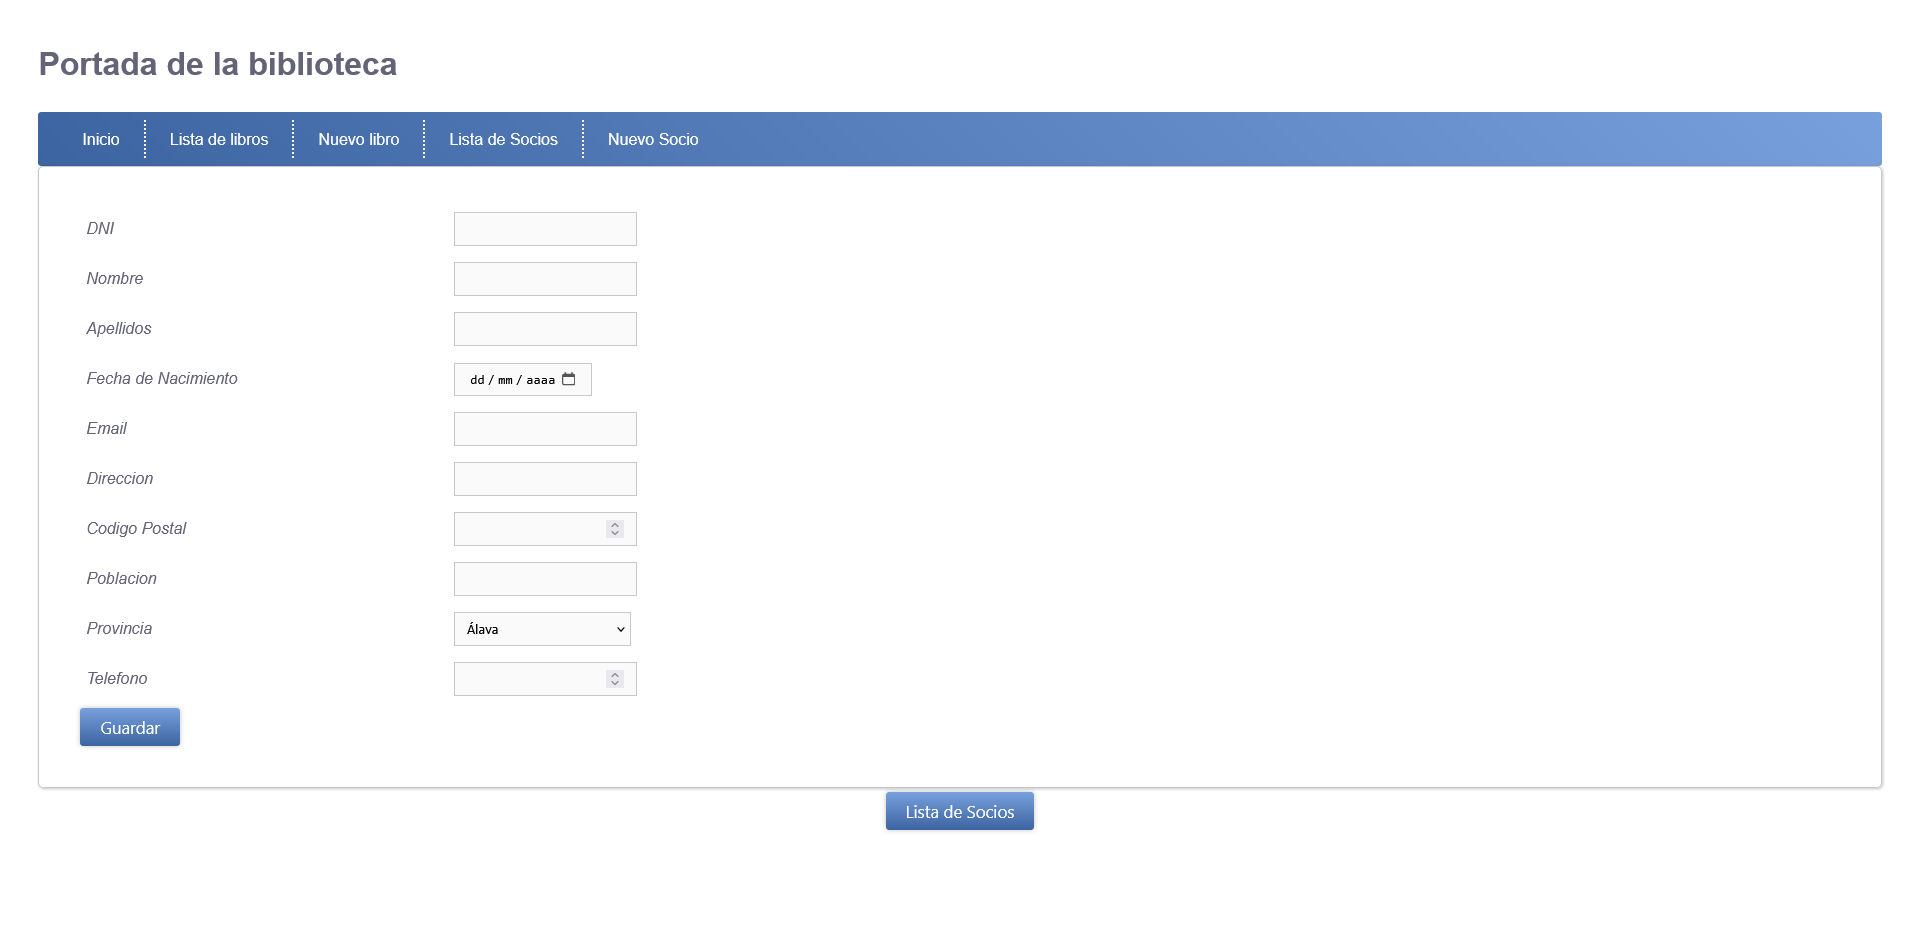 Portada de la biblioteca
Inicio Lista de libros Nuevo libro Lista de Socios Nuevo Socio
DNI
Nombre
Apellidos
Fecha de Nacimiento dd / mm / aaaa
Email
Direccion
Codigo Postal
Poblacion
Provincia Álava
Telefono
Guardar
Lista de Socios